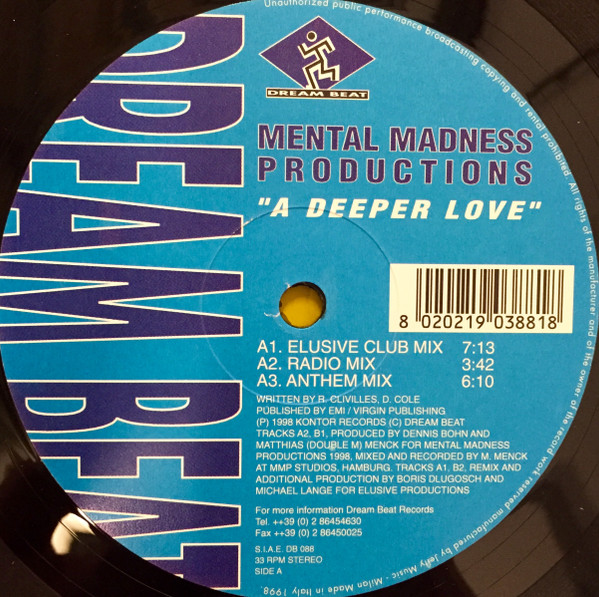 Unauthorized public performance broadcasting copying and rental prohibited. All rights of the manufacturer and of the owner of the record work reserved manufactured by Jelly Music - Milan Made in Italy 1998.
DREAM BEAT
DREAM BEAT
MENTAL MADNESS
PRODUCTIONS
"A DEEPER LOVE"
8 020219 038818
A1. ELUSIVE CLUB MIX 7:13
A2. RADIO MIX 3:42
A3. ANTHEM MIX 6:10
WRITTEN BY R. CLIVILLES, D. COLE
PUBLISHED BY EMI / VIRGIN PUBLISHING
(P) 1998 KONTOR RECORDS (C) DREAM BEAT
TRACKS A2, B1, PRODUCED BY DENNIS BOHN AND
MATTHIAS (DOUBLE M) MENCK FOR MENTAL MADNESS
PRODUCTIONS 1998, MIXED AND RECORDED BY M. MENCK
AT MMP STUDIOS, HAMBURG. TRACKS A1, B2, REMIX AND
ADDITIONAL PRODUCTION BY BORIS DLUGOSCH AND
MICHAEL LANGE FOR ELUSIVE PRODUCTIONS
For more information Dream Beat Records
Tel. ++39 (0) 2 86454630
Fax ++39 (0) 2 86450025
S.I.A.E. DB 088
33 RPM STEREO
SIDE A